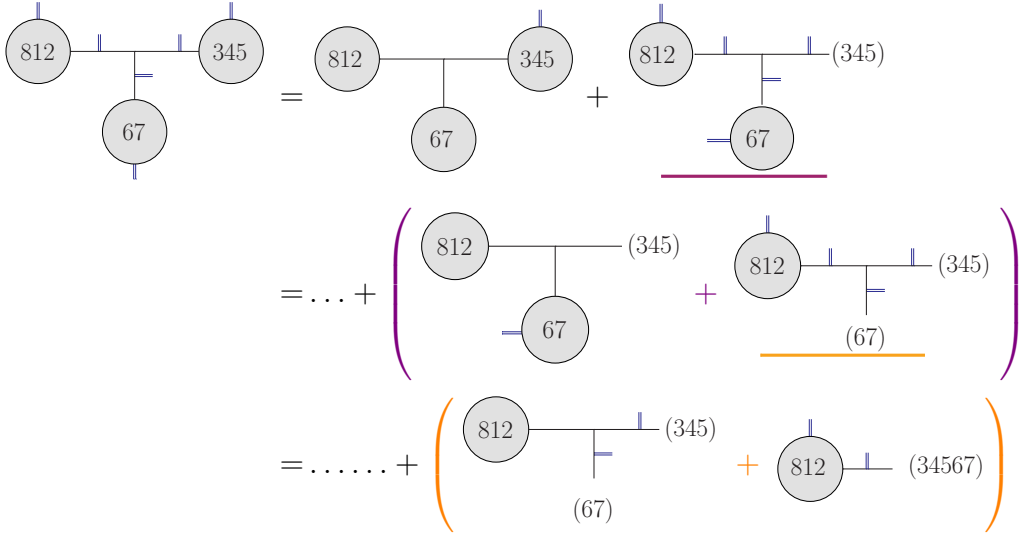 812 345 = 812 345 + 812 (345)
67 67 67
= ... + ( 812 (345) + 812 (345) )
67 (67)
= ...... + ( 812 (345) + 812 (34567) )
(67)